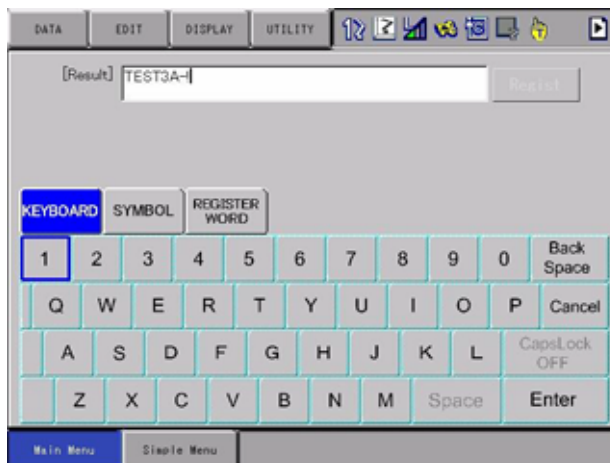 DATA EDIT DISPLAY UTILITY
[Result] TEST3A- Regist
KEYBOARD SYMBOL REGISTER WORD
1 2 3 4 5 6 7 8 9 0 Back Space
Q W E R T Y U I O P Cancel
A S D F G H J K L CapsLock OFF
Z X C V B N M Space Enter
Main Menu Simple Menu